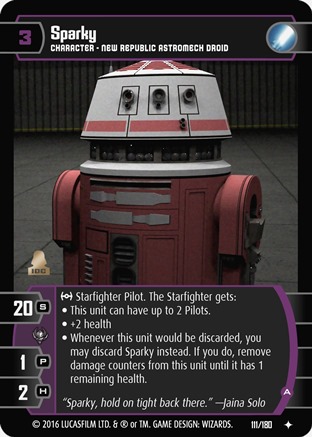 3 Sparky
CHARACTER • NEW REPUBLIC ASTROMECH DROID
IDC
20 S
1 P
2 H
Starfighter Pilot. The Starfighter gets:
• This unit can have up to 2 Pilots.
• +2 health
• Whenever this unit would be discarded, you
may discard Sparky instead. If you do, remove
damage counters from this unit until it has 1
remaining health.
A
"Sparky, hold on tight back there." —Jaina Solo
© 2016 LUCASFILM LTD. & ® or TM. GAME DESIGN: WIZARDS. 111/180